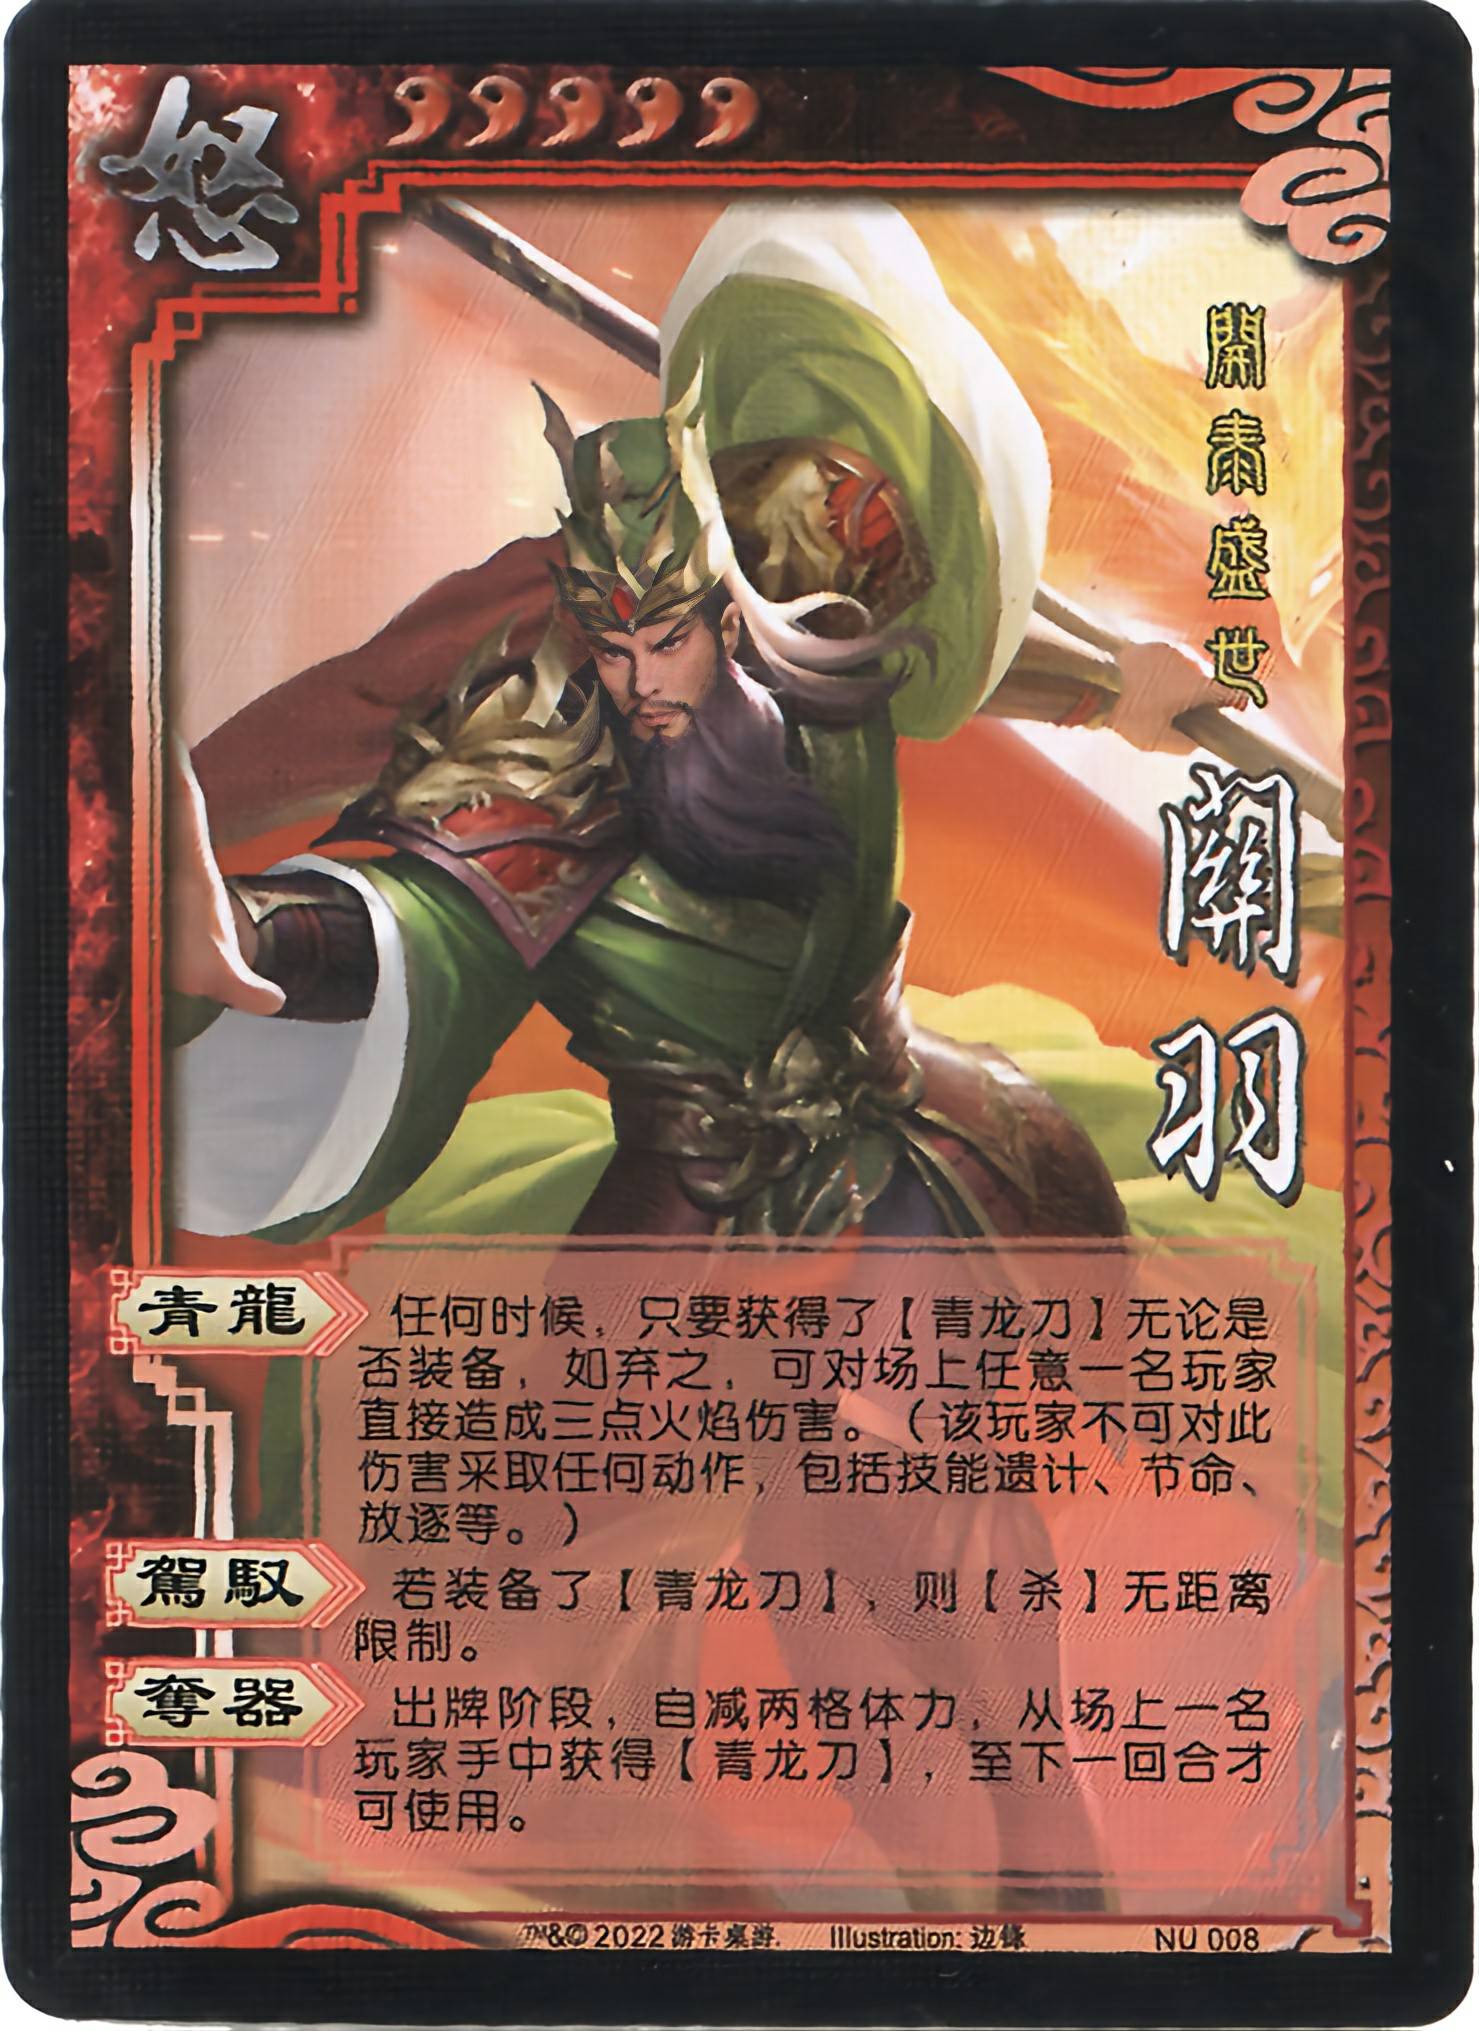 怒
開泰盛世
關羽
青龍
任何时候，只要获得了【青龙刀】无论是
否装备，如弃之，可对场上任意一名玩家
直接造成三点火焰伤害。（该玩家不可对此
伤害采取任何动作，包括技能遗计、节命、
放逐等。）
駕馭
若装备了【青龙刀】，则【杀】无距离
限制。
奪器
出牌阶段，自减两格体力，从场上一名
玩家手中获得【青龙刀】，至下一回合才
可使用。
™&© 2022 游卡桌游. Illustration: 边锋 NU 008